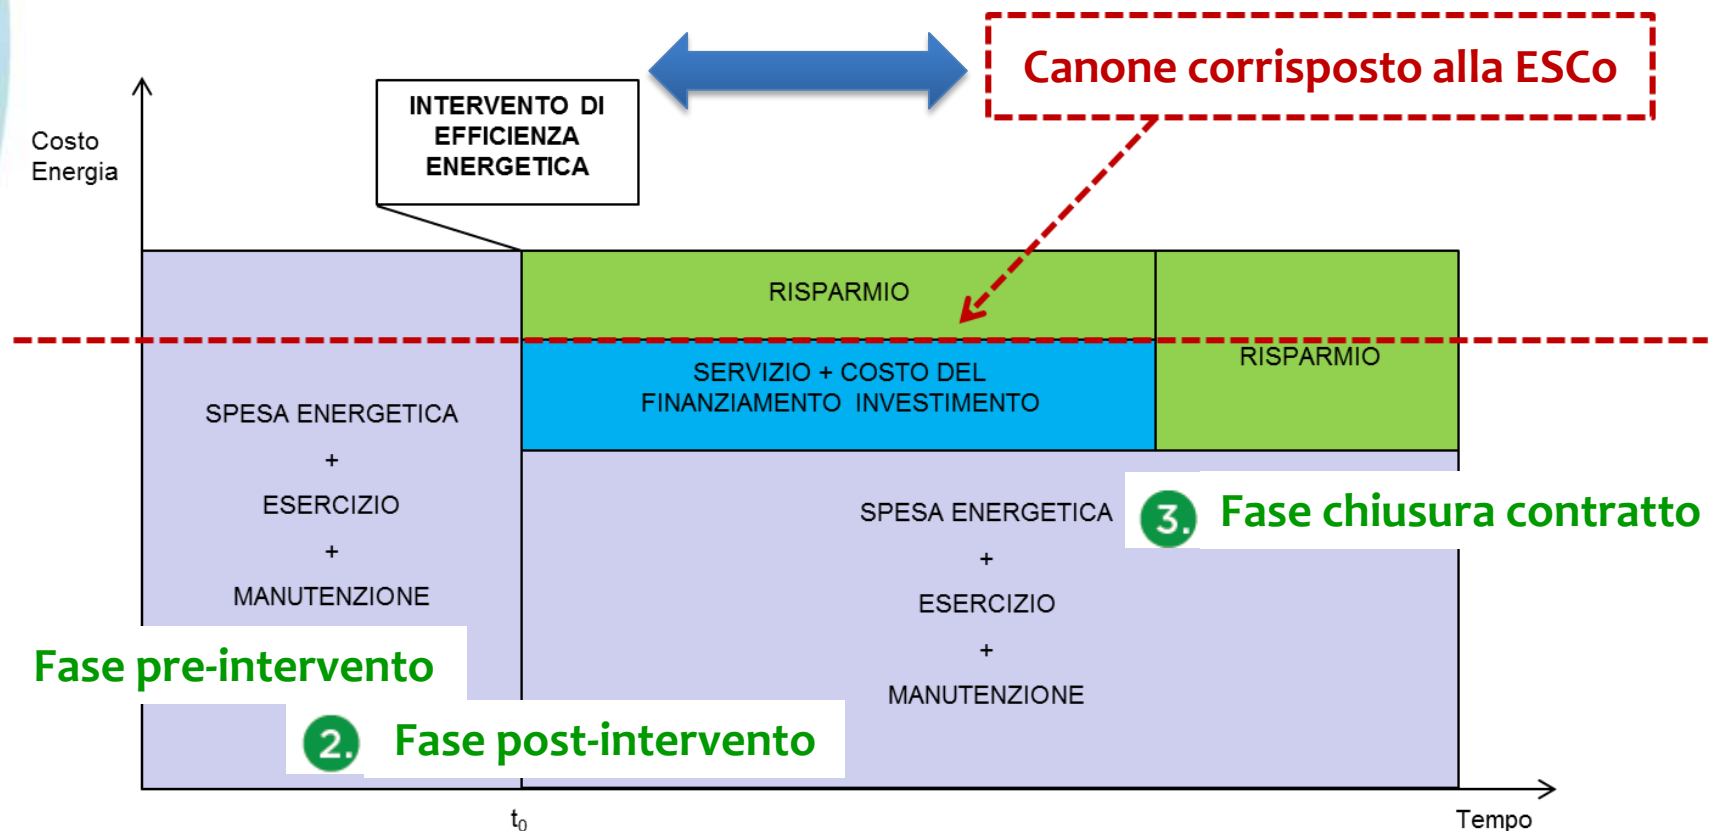 Canone corrisposto alla ESCo
INTERVENTO DI
EFFICIENZA
ENERGETICA
Costo
Energia
RISPARMIO
RISPARMIO
SERVIZIO + COSTO DEL
FINANZIAMENTO INVESTIMENTO
SPESA ENERGETICA
+
ESERCIZIO
+
MANUTENZIONE
SPESA ENERGETICA
+
ESERCIZIO
+
MANUTENZIONE
3. Fase chiusura contratto
Fase pre-intervento
2. Fase post-intervento
t₀
Tempo